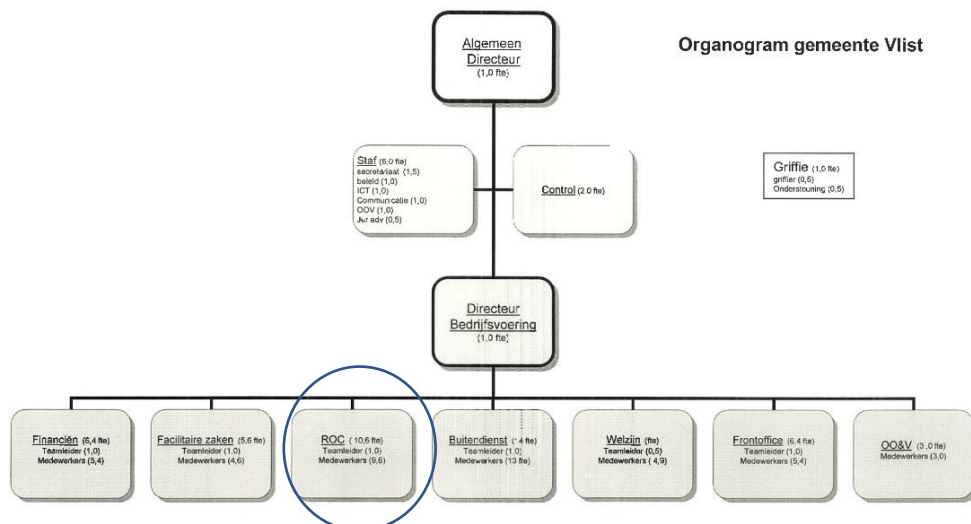 Organogram gemeente Vlist
Algemeen
Directeur
(1,0 fte)
Staf (6,0 fte)
secretariaat (1,5)
beleid (1,0)
ICT (1,0)
Communicatie (1,0)
OOV (1,0)
Jur adv (0,5)
Control (2,0 fte)
Griffie (1,0 fte)
griffier (0,5)
Ondersteuning (0,5)
Directeur
Bedrijfsvoering
(1,0 fte)
Financiën (6,4 fte)
Teamleider (1,0)
Medewerkers (5,4)
Facilitaire zaken (5,6 fte)
Teamleider (1,0)
Medewerkers (4,6)
ROC (10,6 fte)
Teamleider (1,0)
Medewerkers (9,6)
Buitendienst (14 fte)
Teamleider (1,0)
Medewerkers (13 fte)
Welzijn (fte)
Teamleider (0,5)
Medewerkers (4,9)
Frontoffice (6,4 fte)
Teamleider (1,0)
Medewerkers (5,4)
OO&V (3,0 fte)
Medewerkers (3,0)